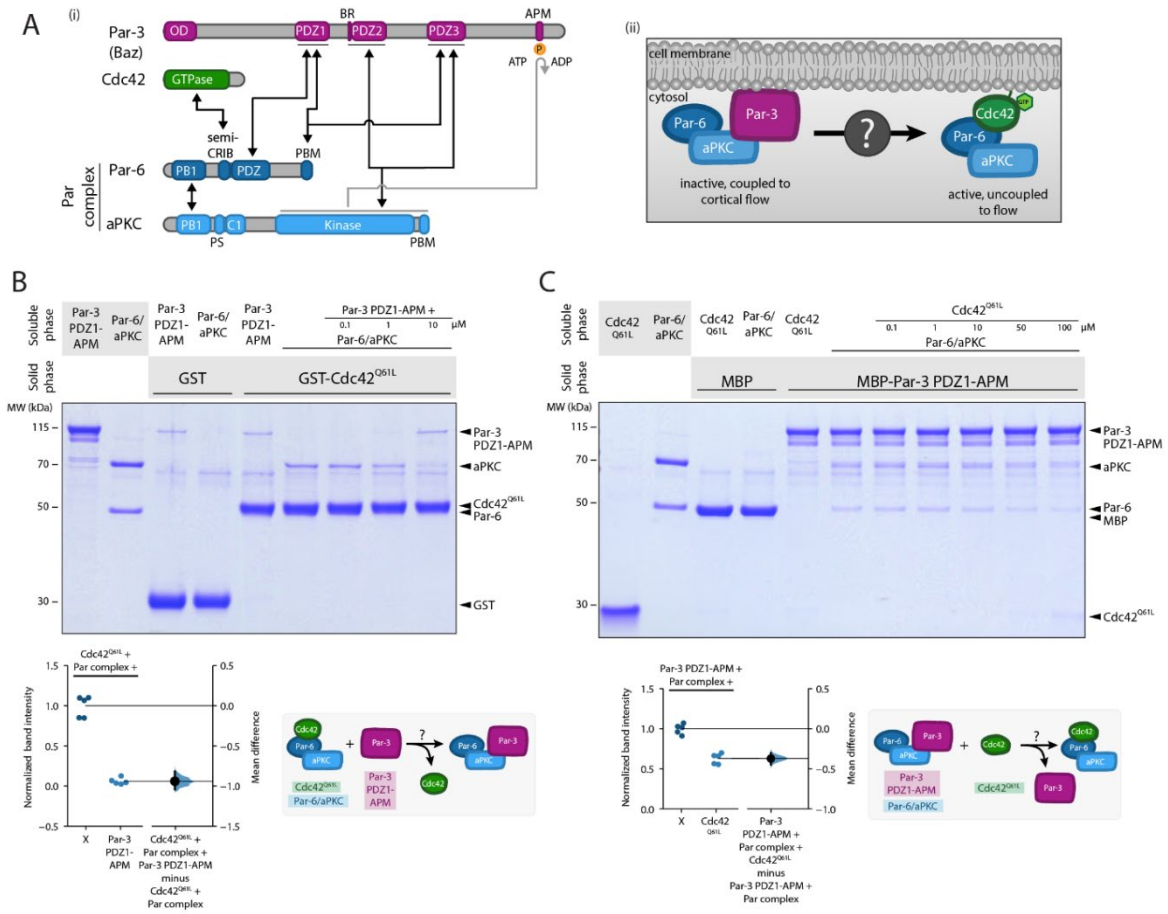 A
(i)
BR
APM
Par-3
(Baz)
OD
PDZ1
PDZ2
PDZ3
P
ATP
ADP
Cdc42
GTPase
semi-
CRIB
PBM
Par
complex
Par-6
PB1
PDZ
aPKC
PB1
C1
Kinase
PS
PBM
(ii)
cell membrane
cytosol
Par-6
Par-3
aPKC
?
Cdc42
GTP
Par-6
aPKC
inactive, coupled to
cortical flow
active, uncoupled
to flow
B
Soluble
phase
Par-3
PDZ1-
APM
Par-6/
aPKC
Par-3
PDZ1-
APM
Par-6/
aPKC
Par-3
PDZ1-
APM
Par-3 PDZ1-APM +
0.1 1 10 μM
Par-6/aPKC
Solid
phase
GST
GST-Cdc42Q61L
MW (kDa)
115
70
50
30
Par-3
PDZ1-APM
aPKC
Cdc42Q61L
Par-6
GST
Cdc42Q61L +
Par complex +
Normalized band intensity
1.5
1.0
0.5
0.0
−0.5
0.5
0.0
−0.5
−1.0
−1.5
Mean difference
X
Par-3
PDZ1-
APM
Cdc42Q61L +
Par complex +
Par-3 PDZ1-APM
minus
Cdc42Q61L +
Par complex
Cdc42
Par-6
aPKC
+
Par-3
?
Cdc42
Par-6
Par-3
aPKC
Cdc42Q61L
Par-6/aPKC
Par-3
PDZ1-
APM
C
Soluble
phase
Cdc42
Q61L
Par-6/
aPKC
Cdc42
Q61L
Par-6/
aPKC
Cdc42
Q61L
Cdc42Q61L
0.1 1 10 50 100 μM
Par-6/aPKC
Solid
phase
MBP
MBP-Par-3 PDZ1-APM
MW (kDa)
115
70
50
30
Par-3
PDZ1-APM
aPKC
Par-6
MBP
Cdc42Q61L
Par-3 PDZ1-APM +
Par complex +
Normalized band intensity
1.5
1.0
0.5
0.0
0.5
0.0
−0.5
−1.0
Mean difference
X
Cdc42
Q61L
Par-3
PDZ1-APM +
Par complex +
Cdc42Q61L
minus
Par-3 PDZ1-APM +
Par complex
Par-6
Par-3
aPKC
+
Cdc42
?
Cdc42
Par-6
aPKC
Par-3
Par-3
PDZ1-APM
Par-6/aPKC
Cdc42Q61L